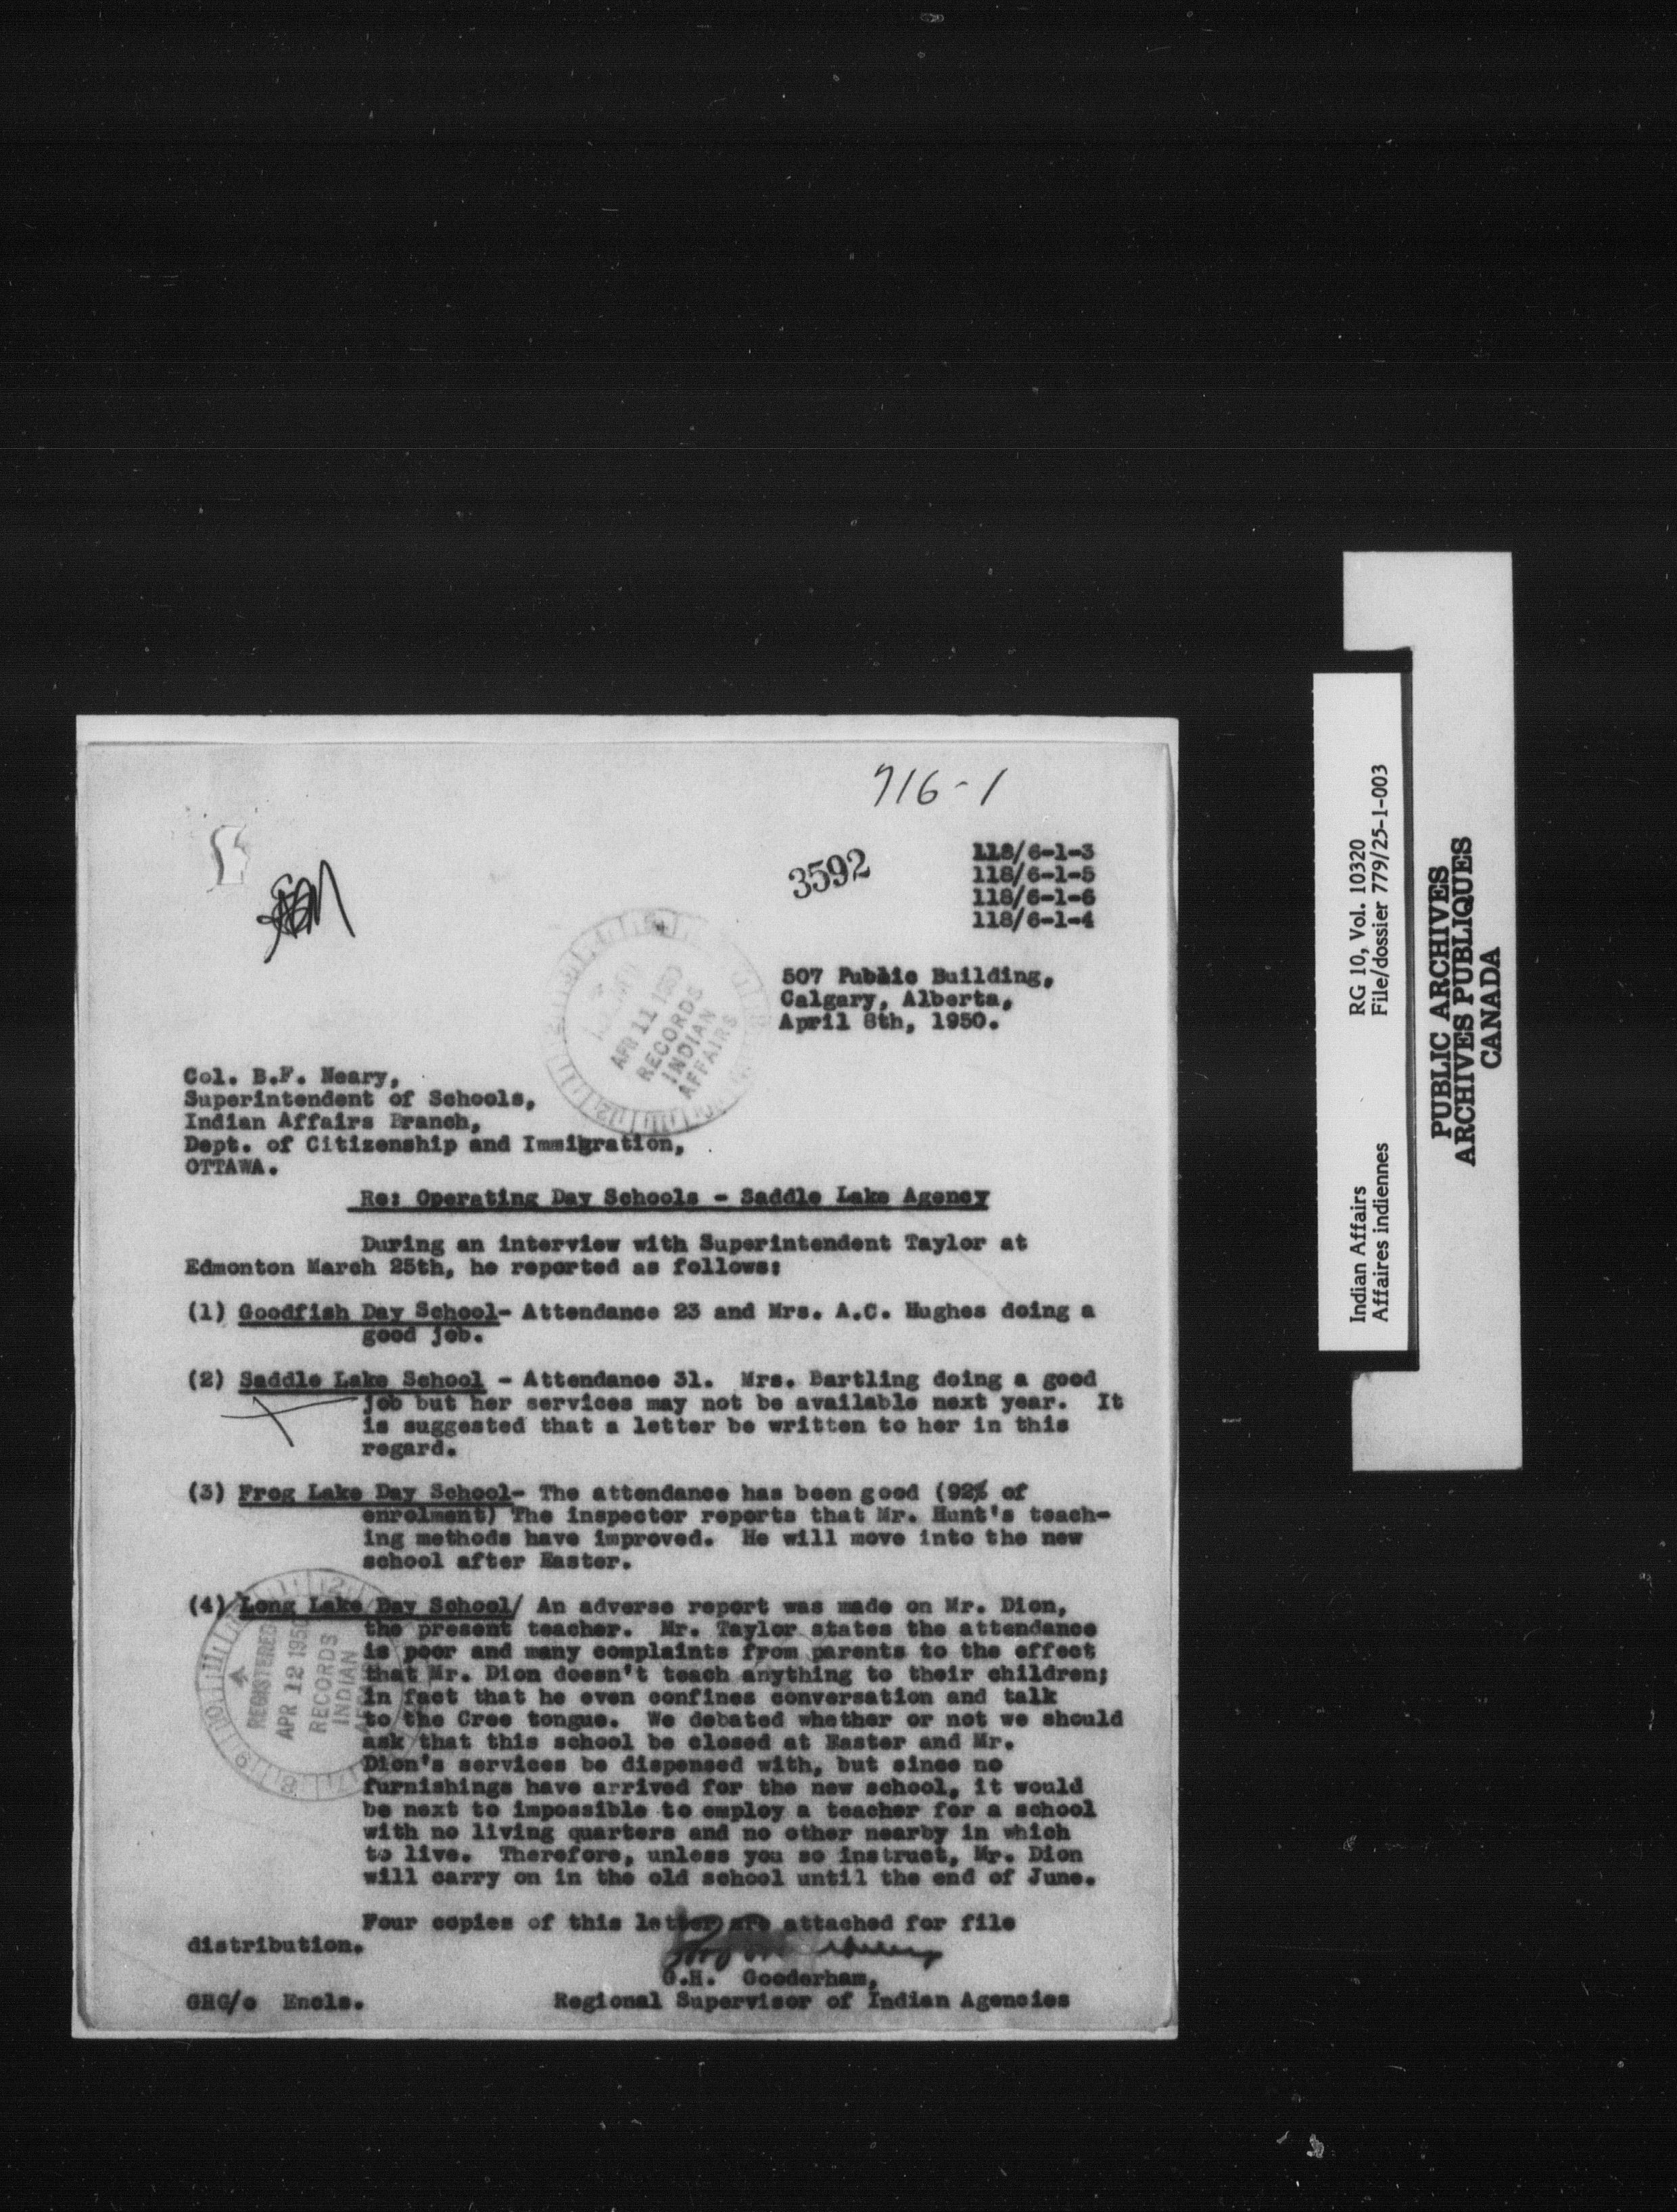 716-1
3592
118/6-1-3
118/6-1-5
118/6-1-6
118/6-1-4
507 Public Building,
Calgary, Alberta,
April 6th, 1950.
APR 11 1950
RECORDS
INDIAN
AFFAIRS
Col. B.F. Neary,
Superintendent of Schools,
Indian Affairs Branch,
Dept. of Citizenship and Immigration,
OTTAWA.
Re: Operating Day Schools - Saddle Lake Agency
During an interview with Superintendent Taylor at
Edmonton March 25th, he reported as follows:
(1) Goodfish Day School- Attendance 23 and Mrs. A.C. Hughes doing a
good job.
(2) Saddle Lake School - Attendance 31. Mrs. Bartling doing a good
job but her services may not be available next year. It
is suggested that a letter be written to her in this
regard.
(3) Frog Lake Day School- The attendance has been good (92% of
enrolment) The inspector reports that Mr. Hunt's teach-
ing methods have improved. He will move into the new
school after Easter.
(4) Long Lake Day School/ An adverse report was made on Mr. Dion,
the present teacher. Mr. Taylor states the attendance
is poor and many complaints from parents to the effect
that Mr. Dion doesn't teach anything to their children;
in fact that he even confines conversation and talk
to the Cree tongue. We debated whether or not we should
ask that this school be closed at Easter and Mr.
Dion's services be dispensed with, but since no
furnishings have arrived for the new school, it would
be next to impossible to employ a teacher for a school
with no living quarters and no other nearby in which
to live. Therefore, unless you so instruct, Mr. Dion
will carry on in the old school until the end of June.
REGISTERED
APR 12 1950
RECORDS
INDIAN
Four copies of this letter are attached for file
distribution.
G.H. Gooderham,
GHG/c Encls. Regional Supervisor of Indian Agencies
Indian Affairs RG 10, Vol. 10320
Affaires indiennes File/dossier 779/25-1-003
PUBLIC ARCHIVES
ARCHIVES PUBLIQUES
CANADA